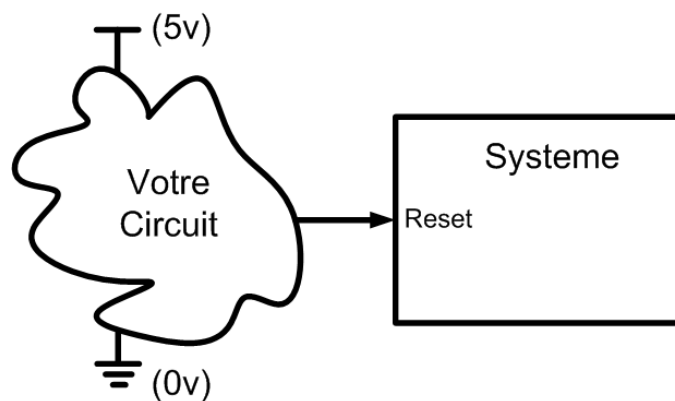 (5v)
Systeme
Votre
Circuit
Reset
(0v)